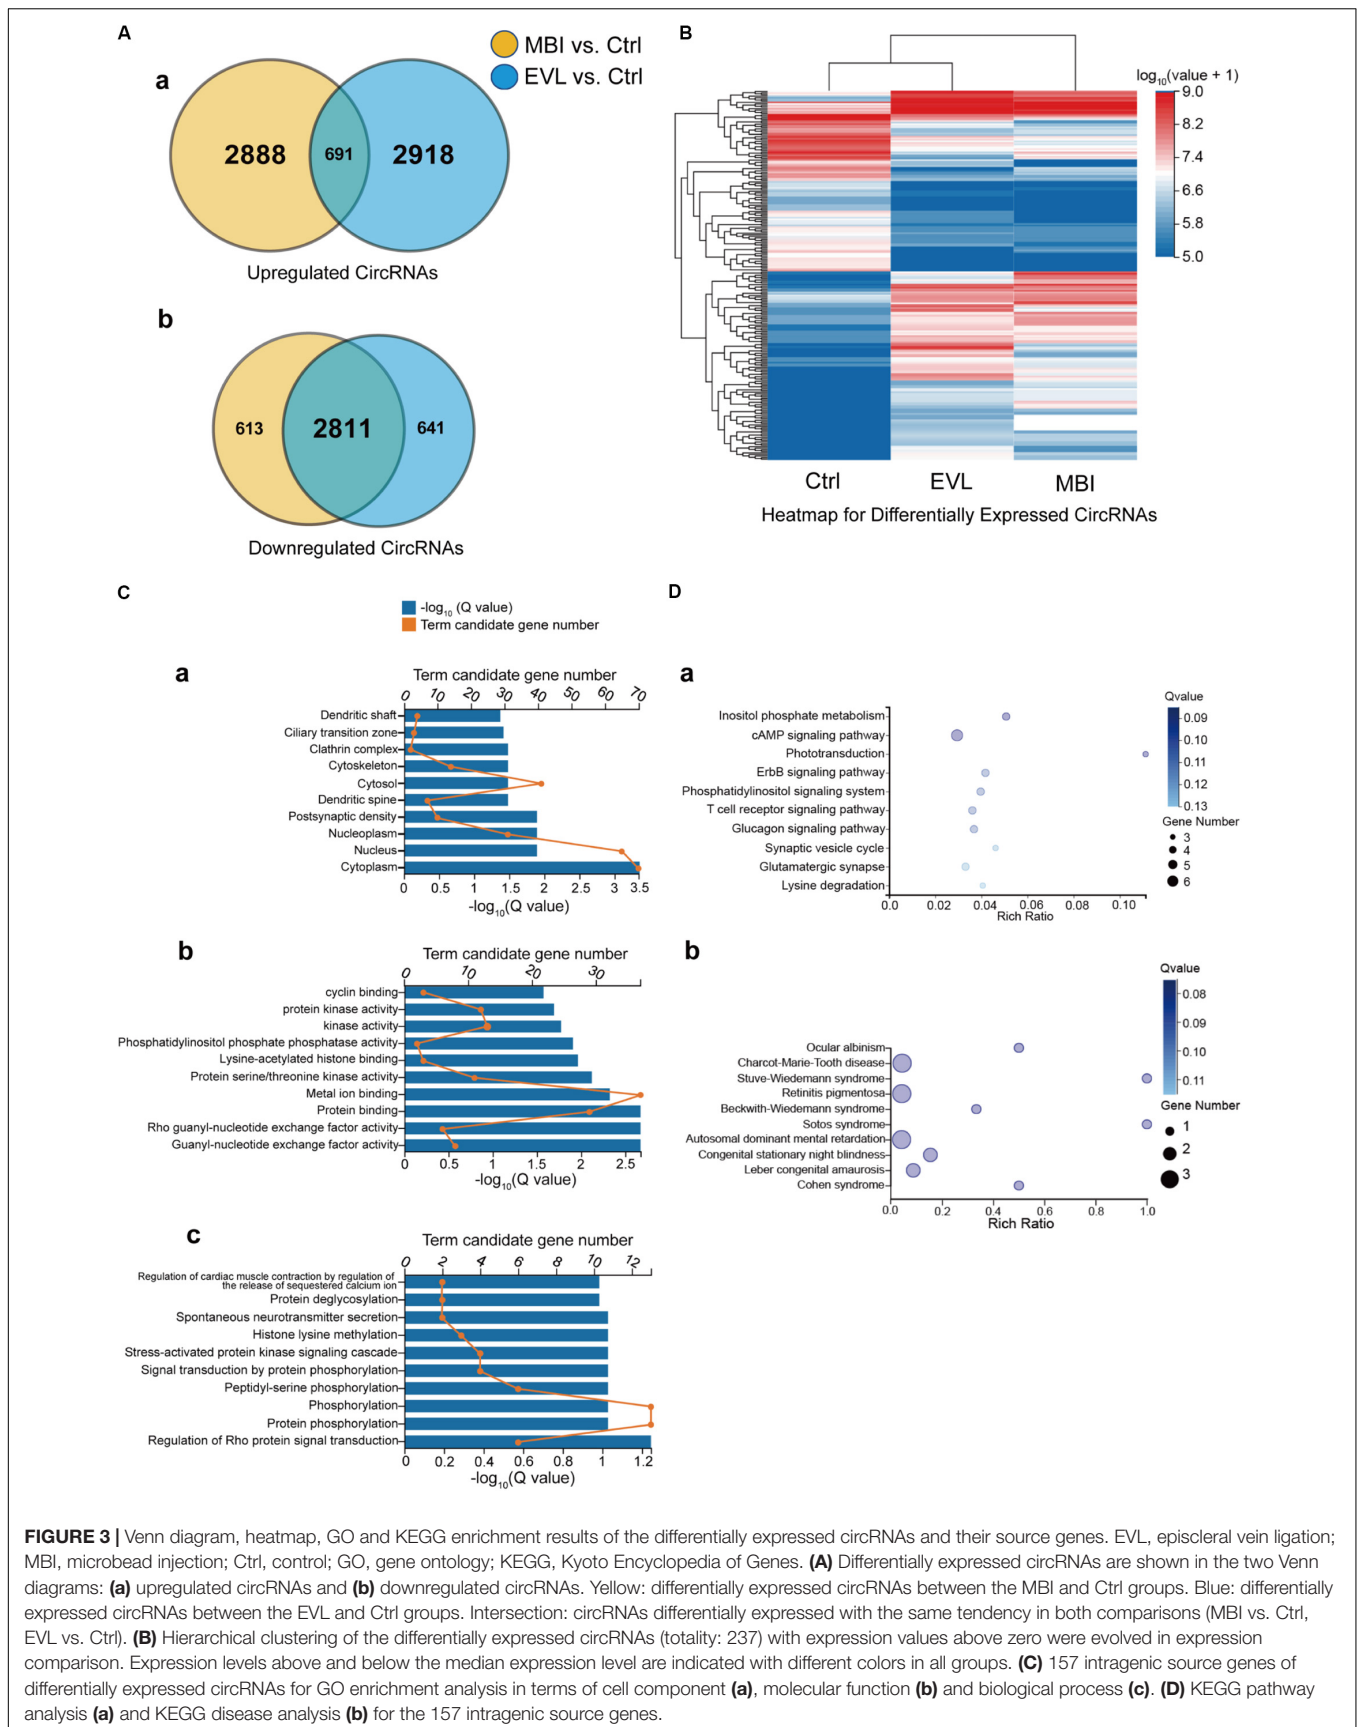 A
MBI vs. Ctrl
EVL vs. Ctrl
a
2888
691
2918
Upregulated CircRNAs
b
613
2811
641
Downregulated CircRNAs
B
log10(value + 1)
9.0
8.2
7.4
6.6
5.8
5.0
Ctrl
EVL
MBI
Heatmap for Differentially Expressed CircRNAs
C
-log10 (Q value)
Term candidate gene number
a
Term candidate gene number
0 10 20 30 40 50 60 70
Dendritic shaft
Ciliary transition zone
Clathrin complex
Cytoskeleton
Cytosol
Dendritic spine
Postsynaptic density
Nucleoplasm
Nucleus
Cytoplasm
0 0.5 1 1.5 2 2.5 3 3.5
-log10(Q value)
b
Term candidate gene number
0 10 20 30
cyclin binding
protein kinase activity
kinase activity
Phosphatidylinositol phosphate phosphatase activity
Lysine-acetylated histone binding
Protein serine/threonine kinase activity
Metal ion binding
Protein binding
Rho guanyl-nucleotide exchange factor activity
Guanyl-nucleotide exchange factor activity
0 0.5 1 1.5 2 2.5
-log10(Q value)
c
Term candidate gene number
0 2 4 6 8 10 12
Regulation of cardiac muscle contraction by regulation of
the release of sequestered calcium ion
Protein deglycosylation
Spontaneous neurotransmitter secretion
Histone lysine methylation
Stress-activated protein kinase signaling cascade
Signal transduction by protein phosphorylation
Peptidyl-serine phosphorylation
Phosphorylation
Protein phosphorylation
Regulation of Rho protein signal transduction
0 0.2 0.4 0.6 0.8 1 1.2
-log10(Q value)
D
a
Inositol phosphate metabolism
cAMP signaling pathway
Phototransduction
ErbB signaling pathway
Phosphatidylinositol signaling system
T cell receptor signaling pathway
Glucagon signaling pathway
Synaptic vesicle cycle
Glutamatergic synapse
Lysine degradation
0.0 0.02 0.04 0.06 0.08 0.10
Rich Ratio
Qvalue
0.09
0.10
0.11
0.12
0.13
Gene Number
3
4
5
6
b
Ocular albinism
Charcot-Marie-Tooth disease
Stuve-Wiedemann syndrome
Retinitis pigmentosa
Beckwith-Wiedemann syndrome
Sotos syndrome
Autosomal dominant mental retardation
Congenital stationary night blindness
Leber congenital amaurosis
Cohen syndrome
0.0 0.2 0.4 0.6 0.8 1.0
Rich Ratio
Qvalue
0.08
0.09
0.10
0.11
Gene Number
1
2
3
FIGURE 3 | Venn diagram, heatmap, GO and KEGG enrichment results of the differentially expressed circRNAs and their source genes. EVL, episcleral vein ligation;
MBI, microbead injection; Ctrl, control; GO, gene ontology; KEGG, Kyoto Encyclopedia of Genes. (A) Differentially expressed circRNAs are shown in the two Venn
diagrams: (a) upregulated circRNAs and (b) downregulated circRNAs. Yellow: differentially expressed circRNAs between the MBI and Ctrl groups. Blue: differentially
expressed circRNAs between the EVL and Ctrl groups. Intersection: circRNAs differentially expressed with the same tendency in both comparisons (MBI vs. Ctrl,
EVL vs. Ctrl). (B) Hierarchical clustering of the differentially expressed circRNAs (totality: 237) with expression values above zero were evolved in expression
comparison. Expression levels above and below the median expression level are indicated with different colors in all groups. (C) 157 intragenic source genes of
differentially expressed circRNAs for GO enrichment analysis in terms of cell component (a), molecular function (b) and biological process (c). (D) KEGG pathway
analysis (a) and KEGG disease analysis (b) for the 157 intragenic source genes.